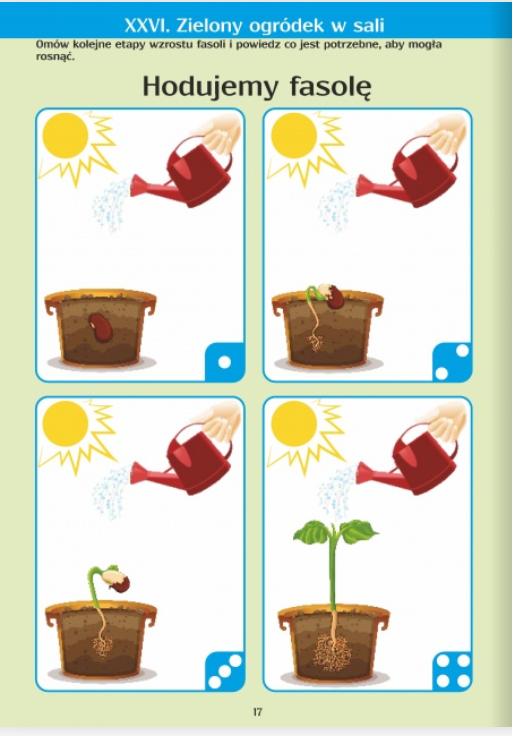 XXVI. Zielony ogródek w sali
Omów kolejne etapy wzrostu fasoli i powiedz co jest potrzebne, aby mogła
rosnąć.
Hodujemy fasolę
17